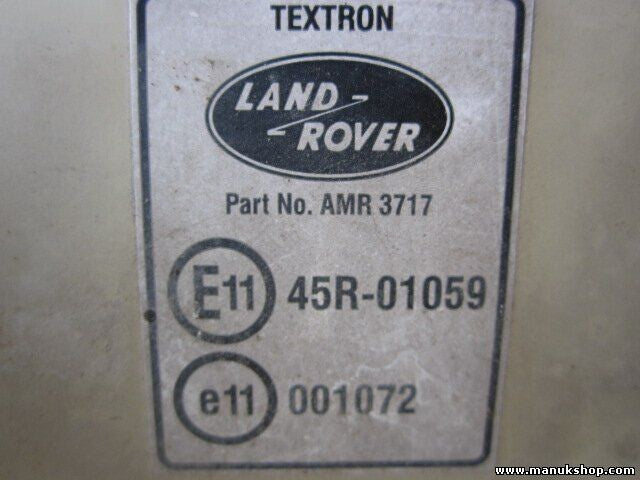 TEXTRON
LAND-
ROVER
Part No. AMR 3717
E11 45R-01059
e11 001072
www.manukshop.com